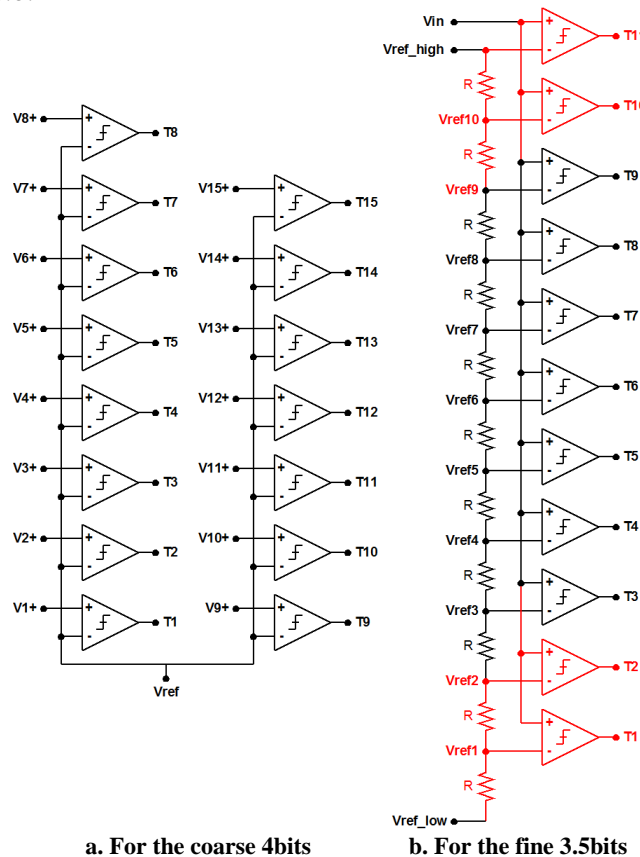 V8+
+
-
T8
V7+
+
-
T7
V6+
+
-
T6
V5+
+
-
T5
V4+
+
-
T4
V3+
+
-
T3
V2+
+
-
T2
V1+
+
-
T1
V15+
+
-
T15
V14+
+
-
T14
V13+
+
-
T13
V12+
+
-
T12
V11+
+
-
T11
V10+
+
-
T10
V9+
+
-
T9
Vref
a. For the coarse 4bits
Vin
+
T11
Vref_high
-
R
+
T10
Vref10
-
R
+
T9
Vref9
-
R
+
T8
Vref8
-
R
+
T7
Vref7
-
R
+
T6
Vref6
-
R
+
T5
Vref5
-
R
+
T4
Vref4
-
R
+
T3
Vref3
-
R
+
T2
Vref2
-
R
+
T1
Vref1
-
R
Vref_low
b. For the fine 3.5bits